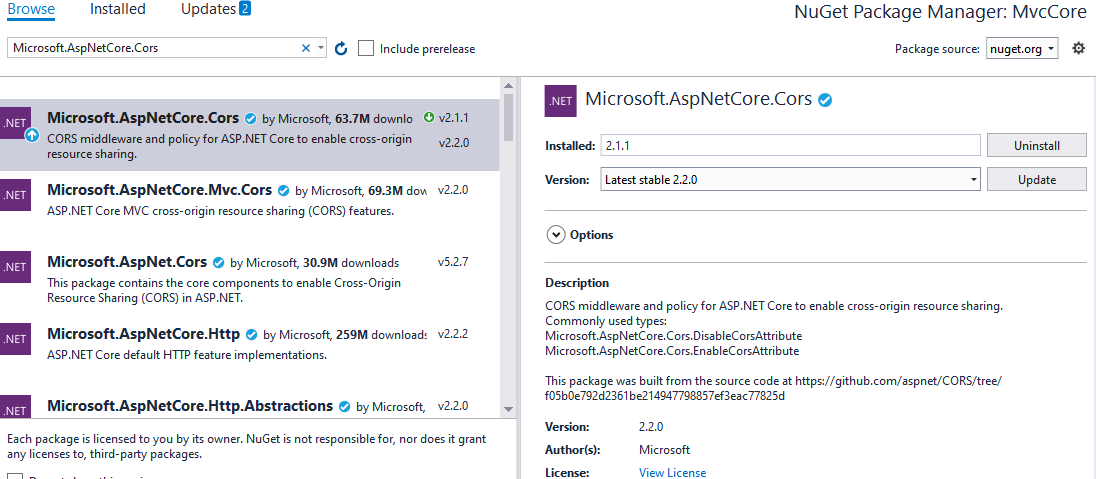 Browse Installed Updates 2 NuGet Package Manager: MvcCore
Microsoft.AspNetCore.Cors Include prerelease Package source: nuget.org
.NET Microsoft.AspNetCore.Cors by Microsoft, 63.7M downlo v2.1.1
CORS middleware and policy for ASP.NET Core to enable cross-origin v2.2.0
resource sharing.
.NET Microsoft.AspNetCore.Mvc.Cors by Microsoft, 69.3M dow v2.2.0
ASP.NET Core MVC cross-origin resource sharing (CORS) features.
.NET Microsoft.AspNet.Cors by Microsoft, 30.9M downloads v5.2.7
This package contains the core components to enable Cross-Origin
Resource Sharing (CORS) in ASP.NET.
.NET Microsoft.AspNetCore.Http by Microsoft, 259M downloads v2.2.2
ASP.NET Core default HTTP feature implementations.
.NET Microsoft.AspNetCore.Http.Abstractions by Microsoft, v2.2.0
Each package is licensed to you by its owner. NuGet is not responsible for, nor does it grant
any licenses to, third-party packages.
.NET Microsoft.AspNetCore.Cors
Installed: 2.1.1 Uninstall
Version: Latest stable 2.2.0 Update
Options
Description
CORS middleware and policy for ASP.NET Core to enable cross-origin resource sharing.
Commonly used types:
Microsoft.AspNetCore.Cors.DisableCorsAttribute
Microsoft.AspNetCore.Cors.EnableCorsAttribute
This package was built from the source code at https://github.com/aspnet/CORS/tree/
f05b0e792d2361be214947798857ef3eac77825d
Version: 2.2.0
Author(s): Microsoft
License: View License